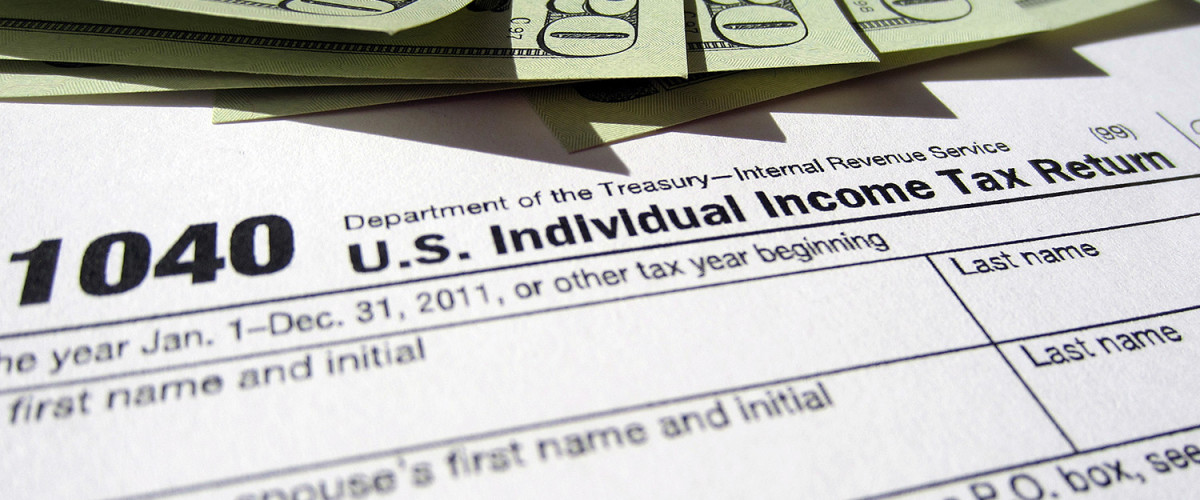 Department of the Treasury—Internal Revenue Service (99)
1040 U.S. Individual Income Tax Return
year Jan. 1–Dec. 31, 2011, or other tax year beginning
first name and initial Last name
first name and initial Last name
P.O. box, see